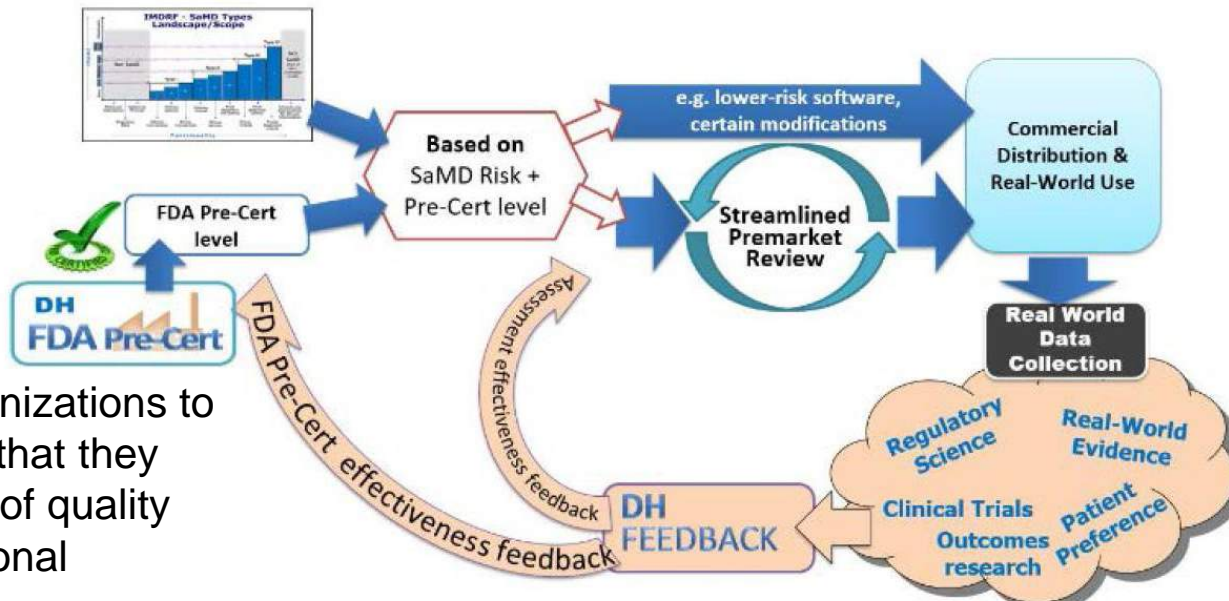 IMDRF - SaMD Types
Landscape/Scope
Based on
SaMD Risk +
Pre-Cert level
e.g. lower-risk software,
certain modifications
Commercial
Distribution &
Real-World Use
FDA Pre-Cert
level
CERTIFIED
Streamlined
Premarket
Review
DH
FDA Pre-Cert
Real World
Data
Collection
FDA Pre-Cert effectiveness feedback
Assessment effectiveness feedback
nizations to
that they
of quality
onal
DH
FEEDBACK
Regulatory
Science
Real-World
Evidence
Clinical Trials
Patient
Preference
Outcomes
research